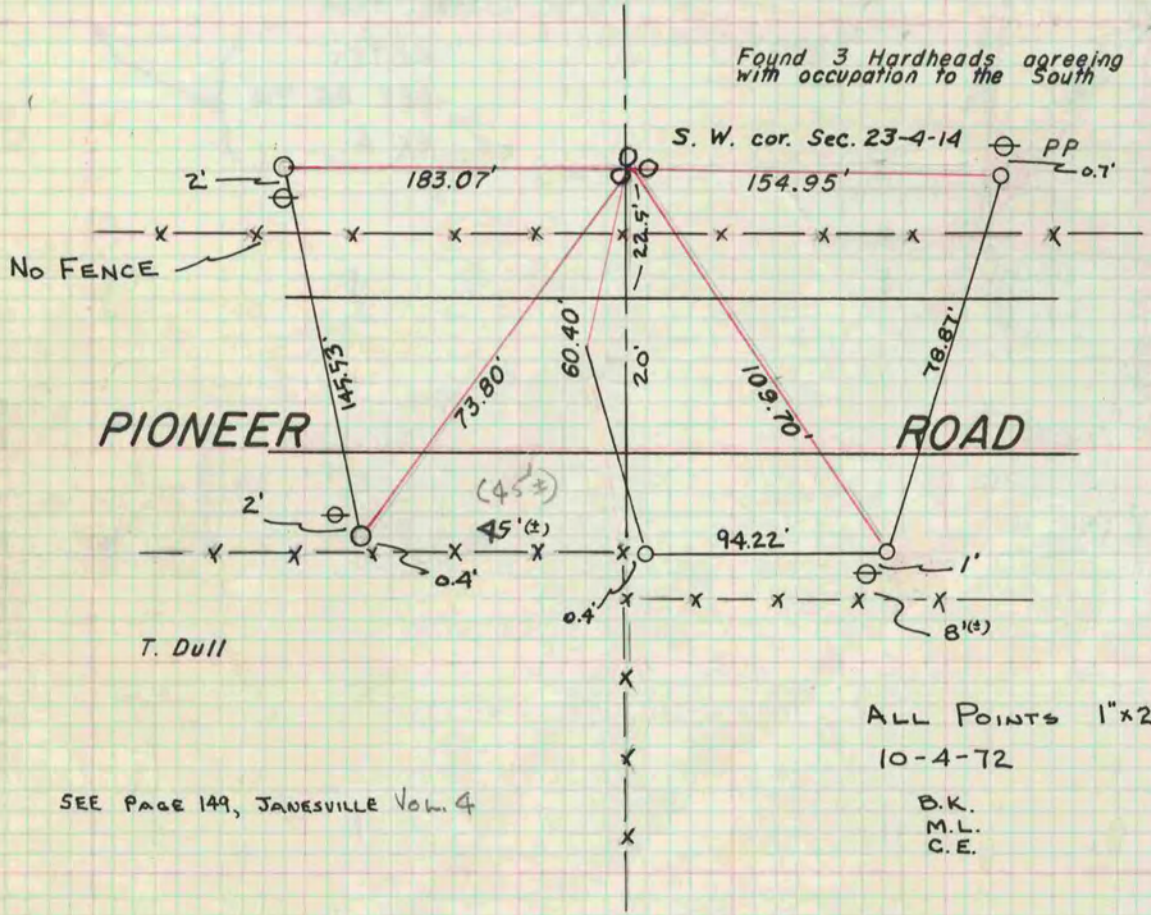 Found 3 Hardheads agreeing
with occupation to the South
S. W. cor. Sec. 23-4-14
PP
0.7'
2'
183.07'
154.95'
22.5'
NO FENCE
145.53'
73.80'
60.40'
20'
109.70'
78.87'
PIONEER ROAD
(45'±)
2'
45'(±)
94.22'
0.4'
1'
0.4'
8'(±)
T. Dull
ALL POINTS 1"x2
10-4-72
SEE PAGE 149, JANESVILLE VOL. 4
B.K.
M.L.
C.E.